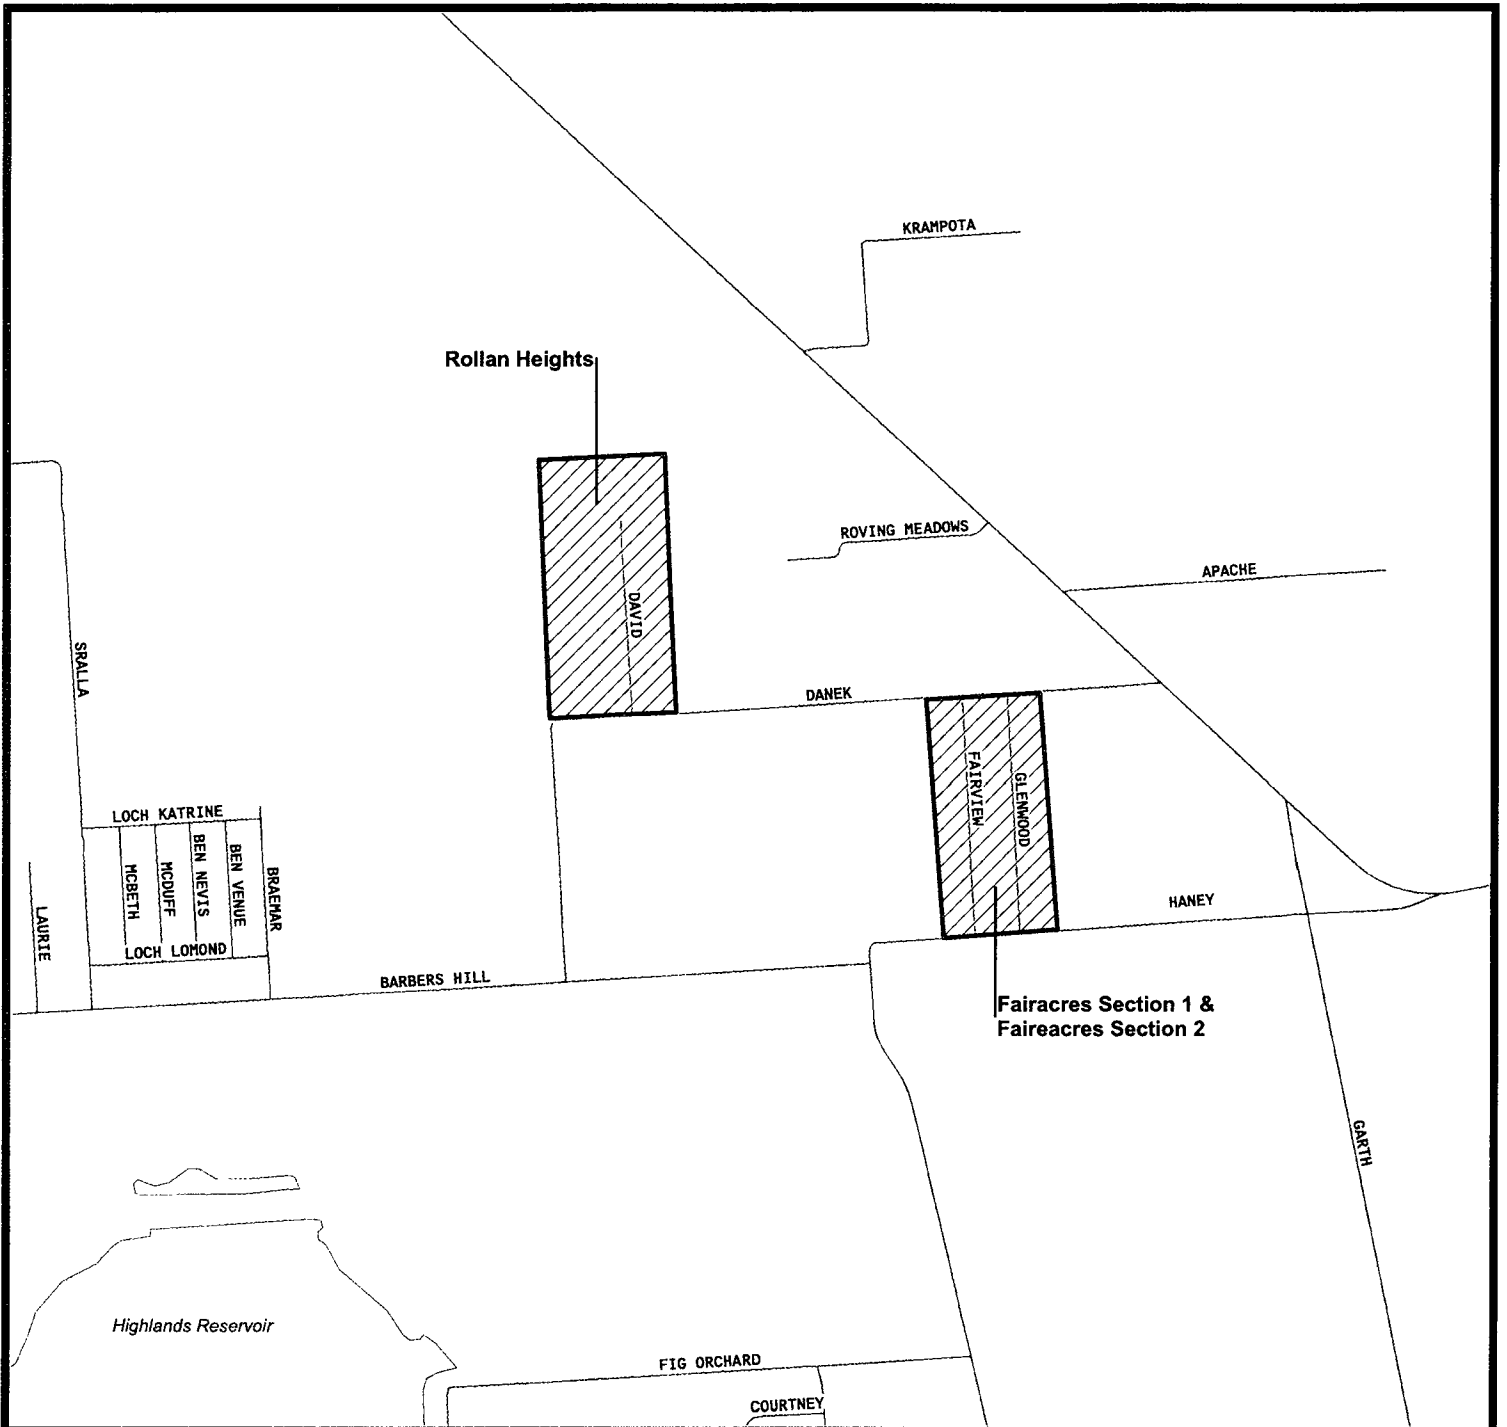 KRAMPOTA
Rollan Heights
ROVING MEADOWS
APACHE
DAVID
SRALLA
DANEK
FAIRVIEW
GLENWOOD
LOCH KATRINE
MCBETH
MCDUFF
BEN NEVIS
BEN VENUE
BRAEMAR
LAURIE
LOCH LOMOND
HANEY
BARBERS HILL
Fairacres Section 1 &
Faireacres Section 2
GARTH
Highlands Reservoir
FIG ORCHARD
COURTNEY